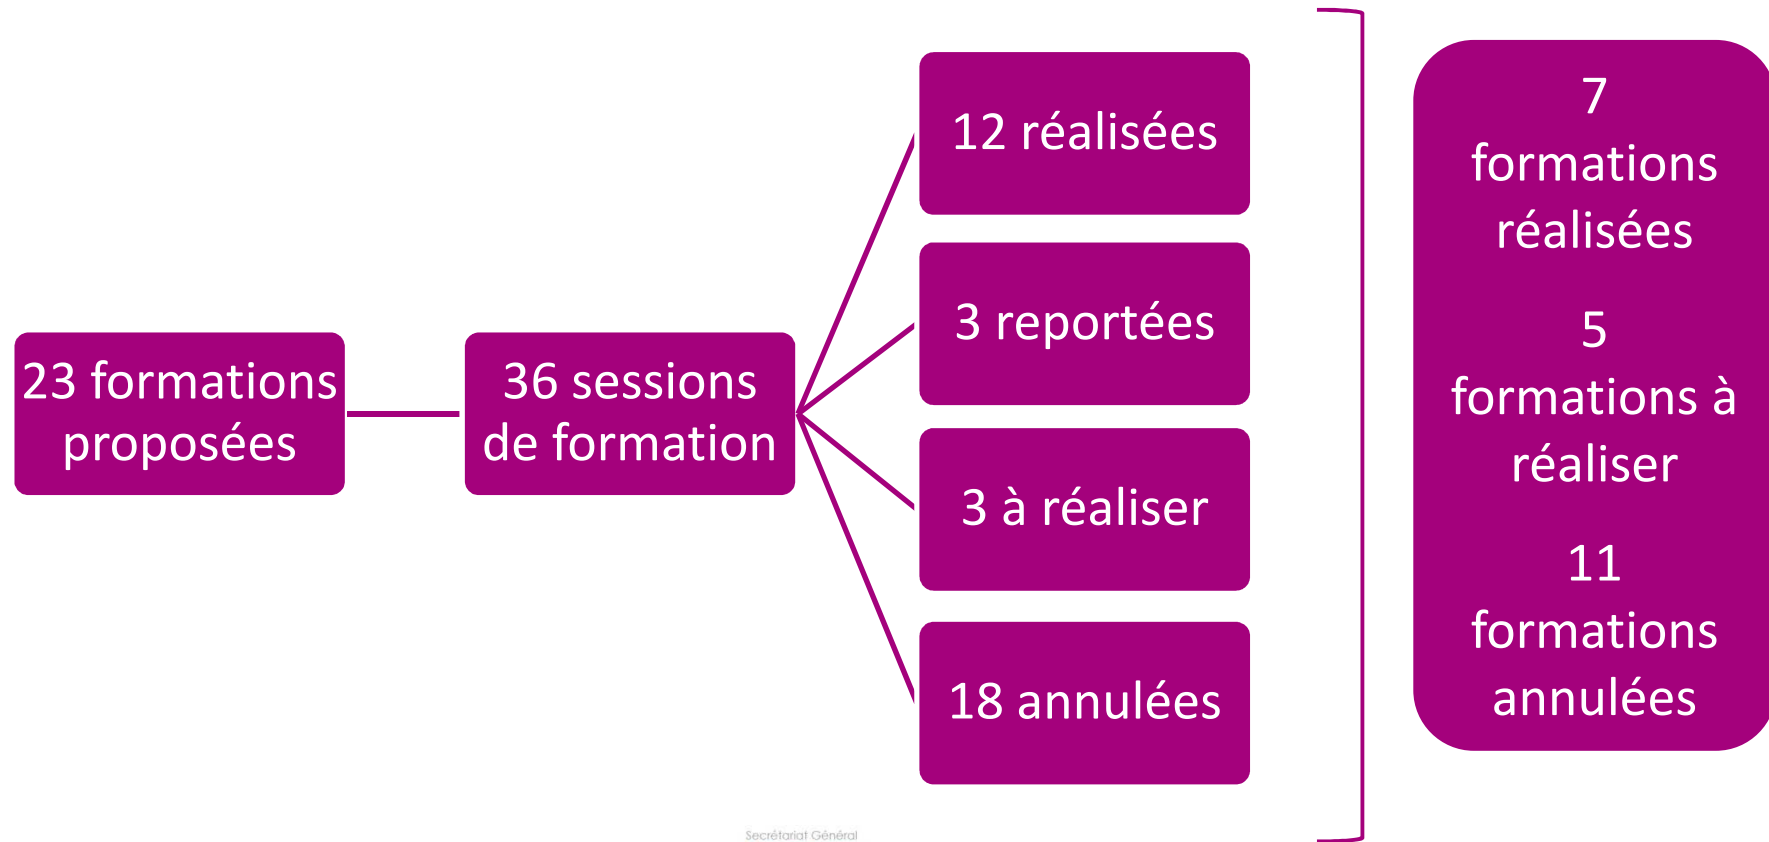 23 formations
proposées
36 sessions
de formation
12 réalisées
3 reportées
3 à réaliser
18 annulées
7
formations
réalisées
5
formations à
réaliser
11
formations
annulées
Secrétariat Général